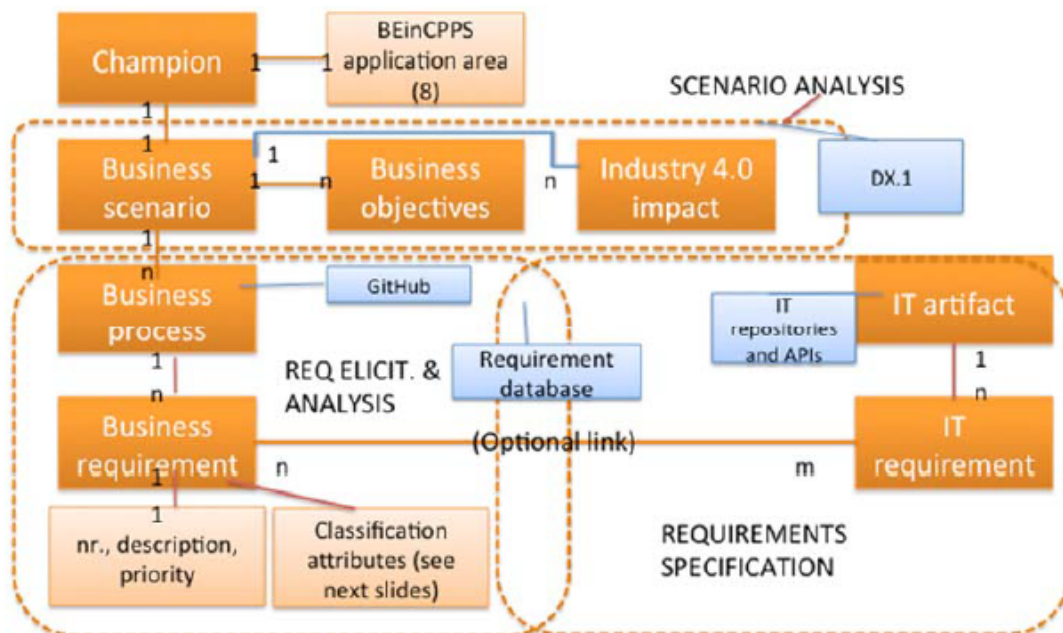 Champion
1
1
BEinCPPS
application area
(8)
SCENARIO ANALYSIS
1
1
Business
scenario
1
1
n
Business
objectives
n
Industry 4.0
impact
DX.1
1
n
Business
process
GitHub
IT
repositories
and APIs
IT artifact
1
n
REQ ELICIT. &
ANALYSIS
Requirement
database
1
n
Business
requirement
n
(Optional link)
m
IT
requirement
1
1
nr., description,
priority
Classification
attributes (see
next slides)
REQUIREMENTS
SPECIFICATION